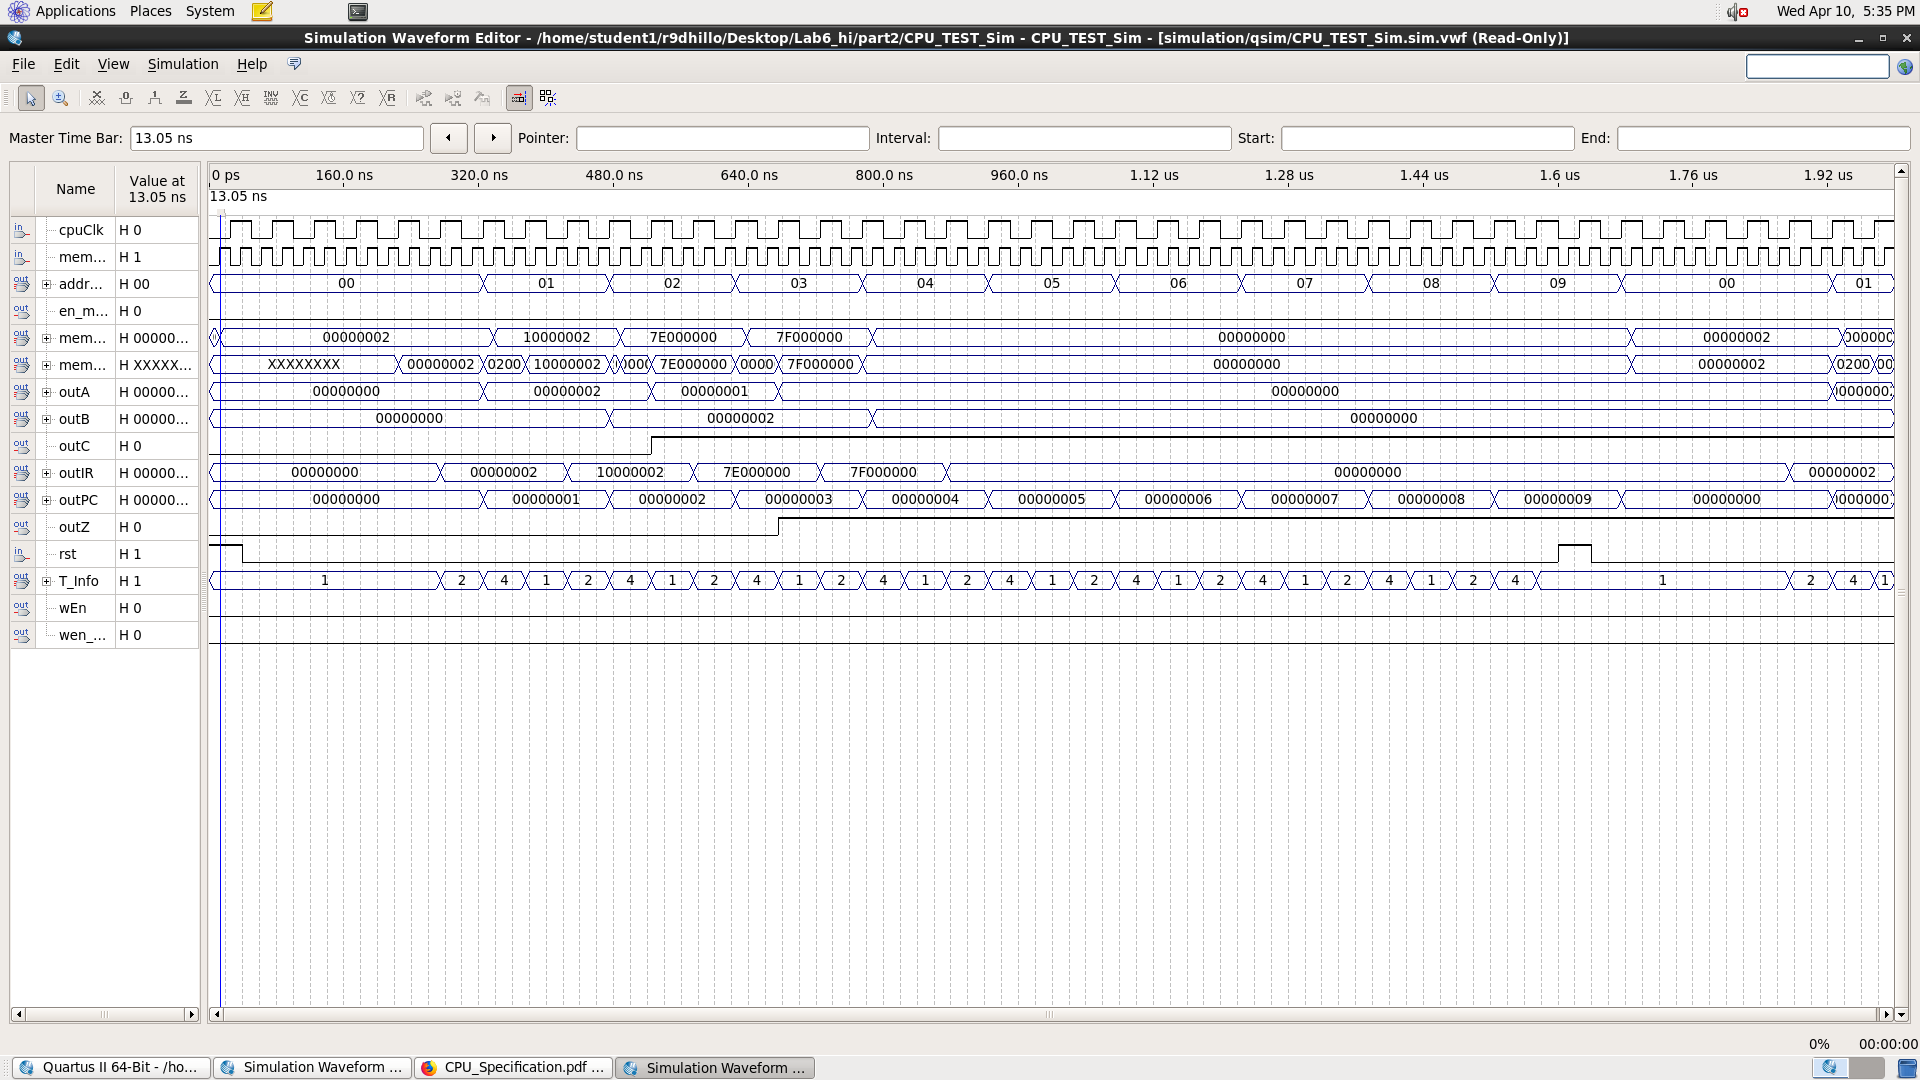 Applications Places System Wed Apr 10, 5:35 PM
Simulation Waveform Editor - /home/student1/r9dhillo/Desktop/Lab6_hi/part2/CPU_TEST_Sim - CPU_TEST_Sim - [simulation/qsim/CPU_TEST_Sim.sim.vwf (Read-Only)]
File Edit View Simulation Help
Master Time Bar: 13.05 ns Pointer: Interval: Start: End:
Name Value at 13.05 ns 0 ps 160.0 ns 320.0 ns 480.0 ns 640.0 ns 800.0 ns 960.0 ns 1.12 us 1.28 us 1.44 us 1.6 us 1.76 us 1.92 us
13.05 ns
cpuClk H 0
mem... H 1
addr... H 00 00 01 02 03 04 05 06 07 08 09 00 01
en_m... H 0
mem... H 00000... 00000002 10000002 7E000000 7F000000 00000000 00000002 000000
mem... H XXXXX... XXXXXXXX 00000002 0200 10000002 000 7E000000 0000 7F000000 00000000 00000002 0200 00
outA H 00000... 00000000 00000002 00000001 00000000 000000
outB H 00000... 00000000 00000002 00000000
outC H 0
outIR H 00000... 00000000 00000002 10000002 7E000000 7F000000 00000000 00000002
outPC H 00000... 00000000 00000001 00000002 00000003 00000004 00000005 00000006 00000007 00000008 00000009 00000000 000000
outZ H 0
rst H 1
T_Info H 1 1 2 4 1 2 4 1 2 4 1 2 4 1 2 4 1 2 4 1 2 4 1 2 4 1 2 4 1 2 4 1
wEn H 0
wen_... H 0
0% 00:00:00
Quartus II 64-Bit - /ho... Simulation Waveform ... CPU_Specification.pdf ... Simulation Waveform ...